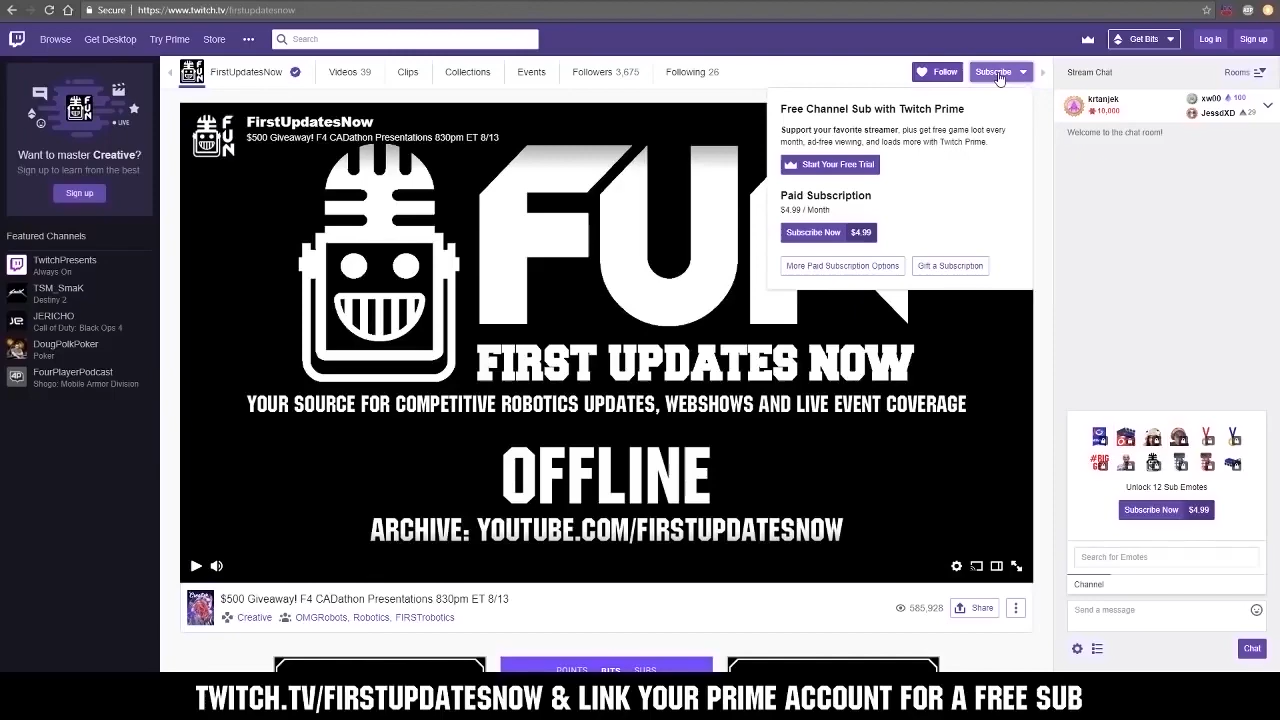 Secure
https://www.twitch.tv/firstupdatesnow
Browse
Get Desktop
Try Prime
Store
Search
Get Bits
Log in
Sign up
FirstUpdatesNow
Videos 39
Clips
Collections
Events
Followers 3,675
Following 26
Follow
Subscribe
Stream Chat
Rooms
FUN
LIVE
Want to master Creative?
Sign up to learn from the best
Sign up
Featured Channels
TwitchPresents
Always On
TSM_SmaK
Destiny 2
JERICHO
Call of Duty: Black Ops 4
DougPolkPoker
Poker
FourPlayerPodcast
Shogo: Mobile Armor Division
FUN
FirstUpdatesNow
$500 Giveaway! F4 CADathon Presentations 830pm ET 8/13
FIRST UPDATES NOW
YOUR SOURCE FOR COMPETITIVE ROBOTICS UPDATES, WEBSHOWS AND LIVE EVENT COVERAGE
OFFLINE
ARCHIVE: YOUTUBE.COM/FIRSTUPDATESNOW
Free Channel Sub with Twitch Prime
Support your favorite streamer, plus get free game loot every
month, ad-free viewing, and loads more with Twitch Prime.
Start Your Free Trial
Paid Subscription
$4.99 / Month
Subscribe Now $4.99
More Paid Subscription Options
Gift a Subscription
krtanjek
10,000
xw00 100
JessdXD 29
Welcome to the chat room!
Unlock 12 Sub Emotes
Subscribe Now $4.99
Search for Emotes
Channel
Send a message
Chat
$500 Giveaway! F4 CADathon Presentations 830pm ET 8/13
Creative
OMGRobots, Robotics, FIRSTrobotics
585,928
Share
POINTS BITS SUBS
TWITCH.TV/FIRSTUPDATESNOW & LINK YOUR PRIME ACCOUNT FOR A FREE SUB